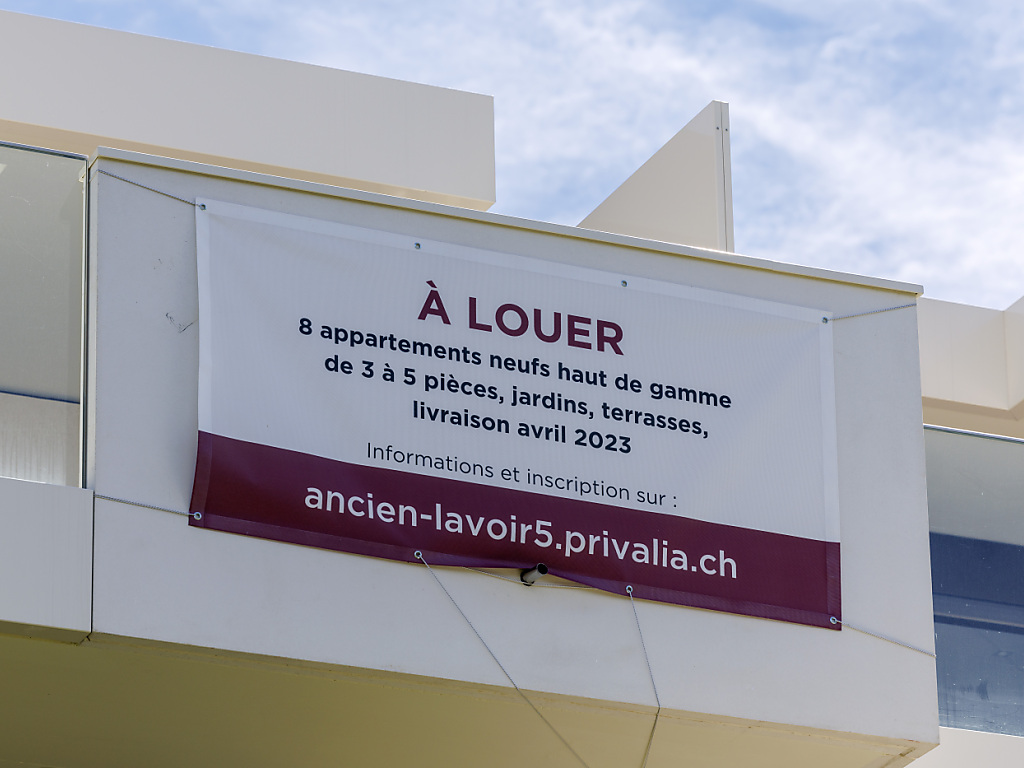 À LOUER
8 appartements neufs haut de gamme
de 3 à 5 pièces, jardins, terrasses,
livraison avril 2023
Informations et inscription sur :
ancien-lavoir5.privalia.ch